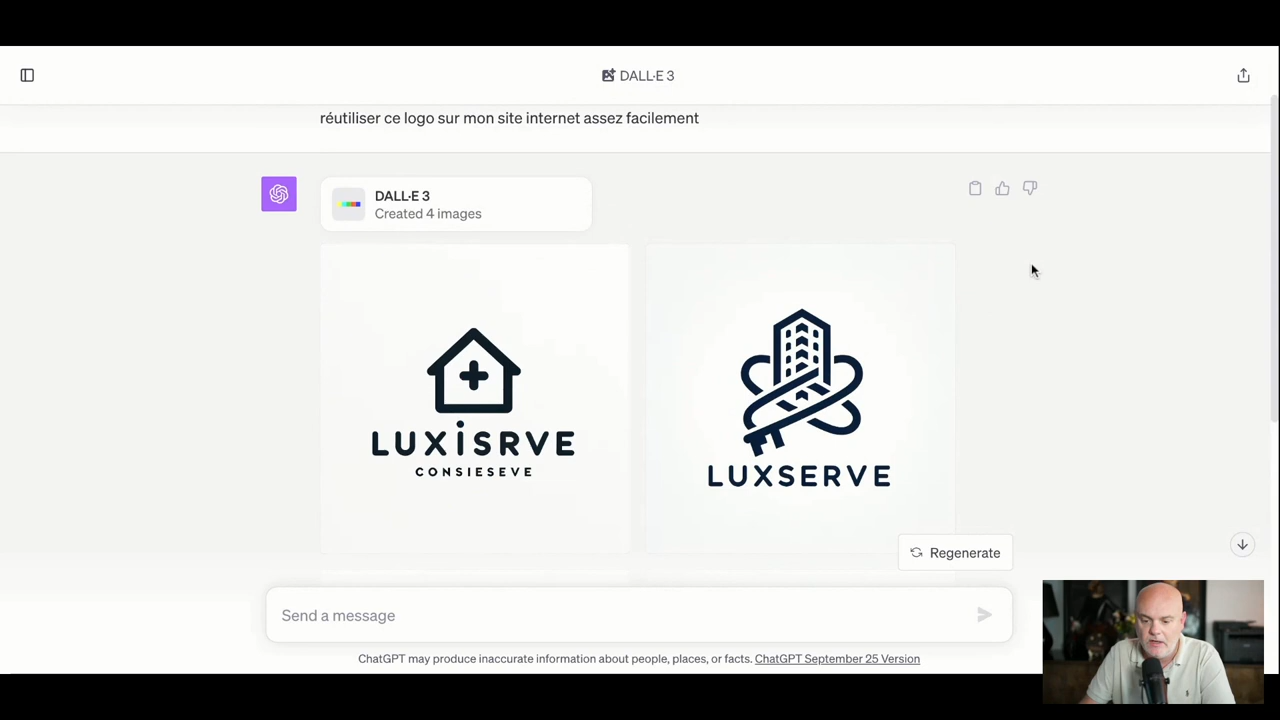 DALL·E 3
réutiliser ce logo sur mon site internet assez facilement
DALL·E 3
Created 4 images
LUXiSRVE
CONSIESEVE
LUXSERVE
Regenerate
Send a message
ChatGPT may produce inaccurate information about people, places, or facts. ChatGPT September 25 Version